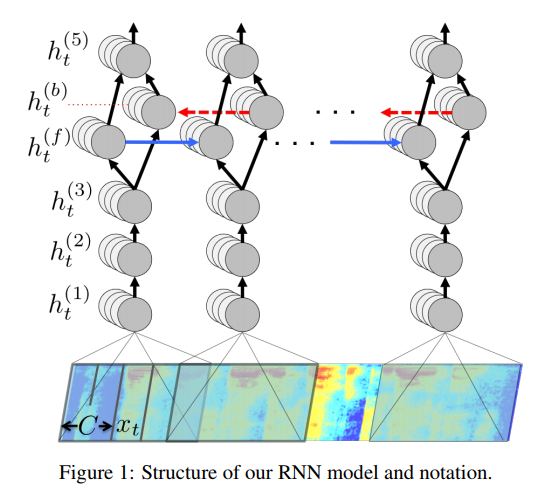 h_t^{(5)}
h_t^{(b)}
h_t^{(f)}
h_t^{(3)}
h_t^{(2)}
h_t^{(1)}
C x_t
Figure 1: Structure of our RNN model and notation.